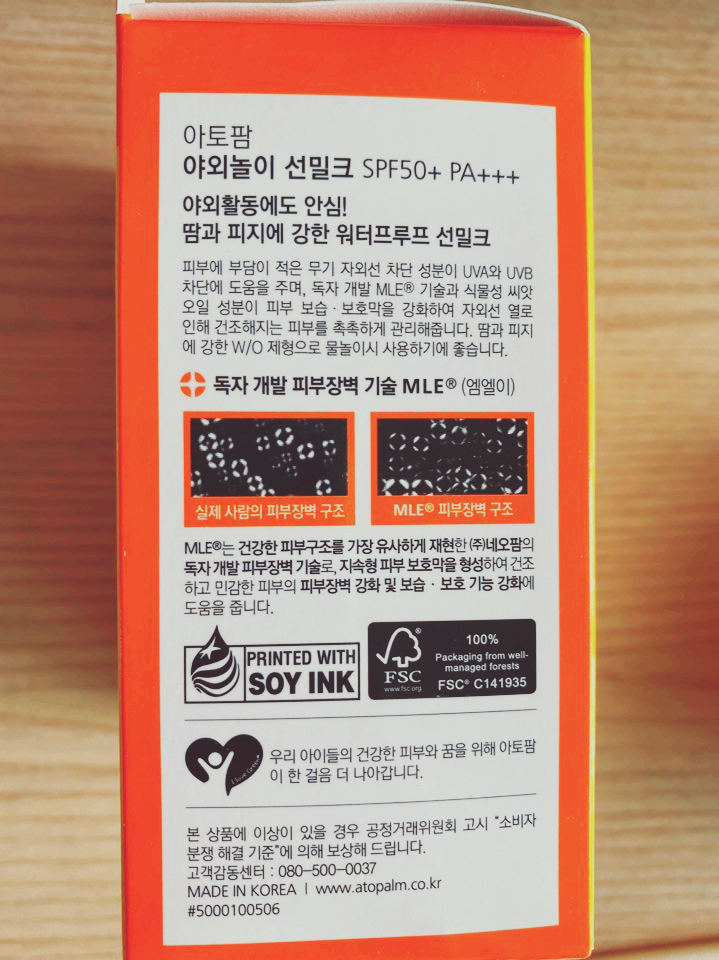 아토팜
야외놀이 선밀크 SPF50+ PA+++
야외활동에도 안심!
땀과 피지에 강한 워터프루프 선밀크
피부에 부담이 적은 무기 자외선 차단 성분이 UVA와 UVB
차단에 도움을 주며, 독자 개발 MLE® 기술과 식물성 씨앗
오일 성분이 피부 보습 · 보호막을 강화하여 자외선 열로
인해 건조해지는 피부를 촉촉하게 관리해줍니다. 땀과 피지
에 강한 W/O 제형으로 물놀이시 사용하기에 좋습니다.
독자 개발 피부장벽 기술 MLE® (엠엘이)
실제 사람의 피부장벽 구조
MLE® 피부장벽 구조
MLE®는 건강한 피부구조를 가장 유사하게 재현한 ㈜네오팜의
독자 개발 피부장벽 기술로, 지속형 피부 보호막을 형성하여 건조
하고 민감한 피부의 피부장벽 강화 및 보습 · 보호 기능 강화에
도움을 줍니다.
PRINTED WITH
SOY INK
FSC®
www.fsc.org
100%
Packaging from well-
managed forests
FSC® C141935
I love Green
우리 아이들의 건강한 피부와 꿈을 위해 아토팜
이 한 걸음 더 나아갑니다.
본 상품에 이상이 있을 경우 공정거래위원회 고시 "소비자
분쟁 해결 기준"에 의해 보상해 드립니다.
고객감동센터 : 080-500-0037
MADE IN KOREA | www.atopalm.co.kr
#5000100506